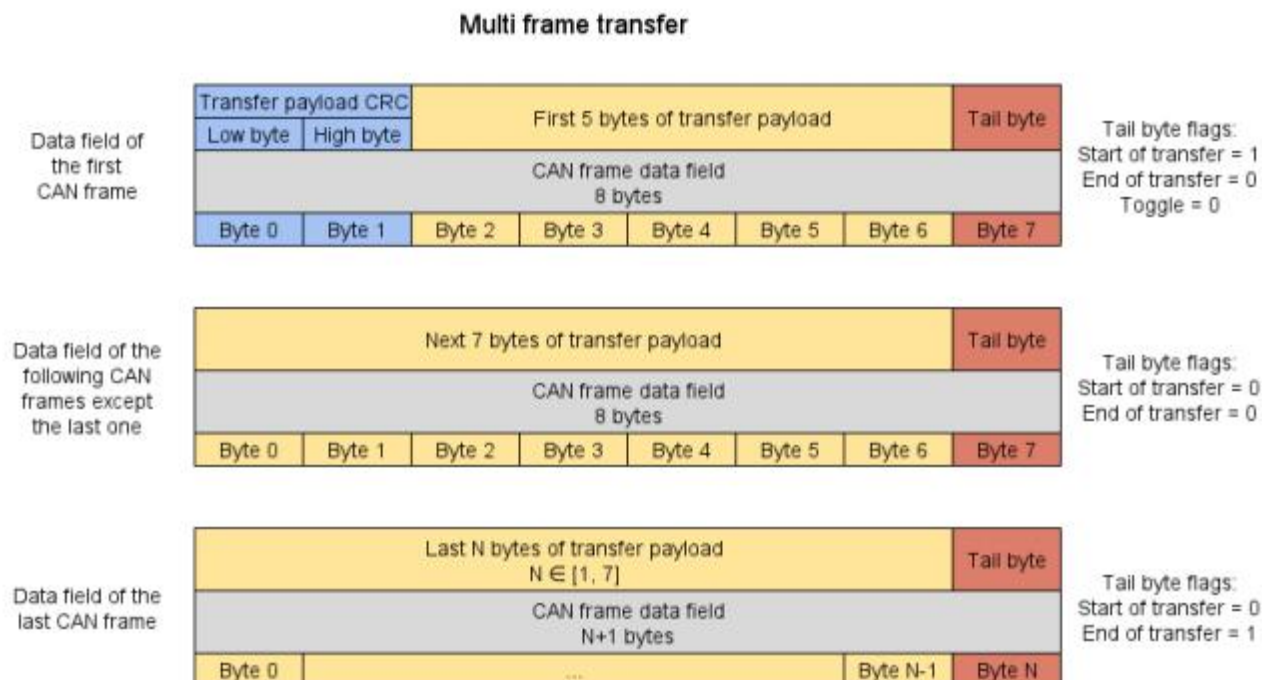 Multi frame transfer
Data field of
the first
CAN frame
Transfer payload CRC
Low byte
High byte
First 5 bytes of transfer payload
Tail byte
CAN frame data field
8 bytes
Byte 0
Byte 1
Byte 2
Byte 3
Byte 4
Byte 5
Byte 6
Byte 7
Tail byte flags:
Start of transfer = 1
End of transfer = 0
Toggle = 0
Data field of the
following CAN
frames except
the last one
Next 7 bytes of transfer payload
Tail byte
CAN frame data field
8 bytes
Byte 0
Byte 1
Byte 2
Byte 3
Byte 4
Byte 5
Byte 6
Byte 7
Tail byte flags:
Start of transfer = 0
End of transfer = 0
Data field of the
last CAN frame
Last N bytes of transfer payload
N ∈ [1, 7]
Tail byte
CAN frame data field
N+1 bytes
Byte 0
...
Byte N-1
Byte N
Tail byte flags:
Start of transfer = 0
End of transfer = 1